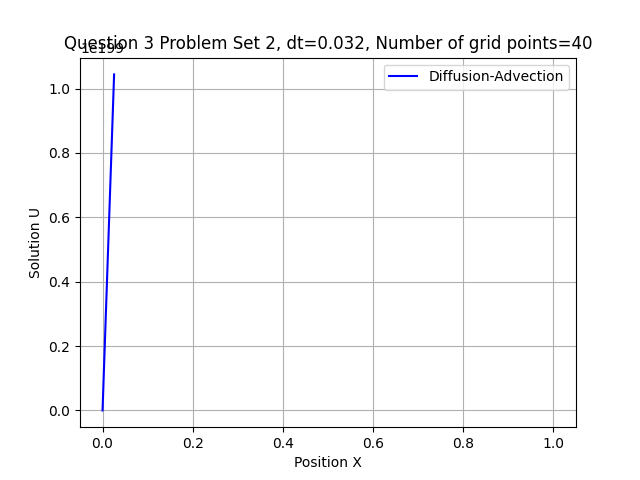 Question 3 Problem Set 2, dt=0.032, Number of grid points=40
1e199
Diffusion-Advection
1.0
0.8
0.6
0.4
0.2
0.0
Solution U
0.0 0.2 0.4 0.6 0.8 1.0
Position X